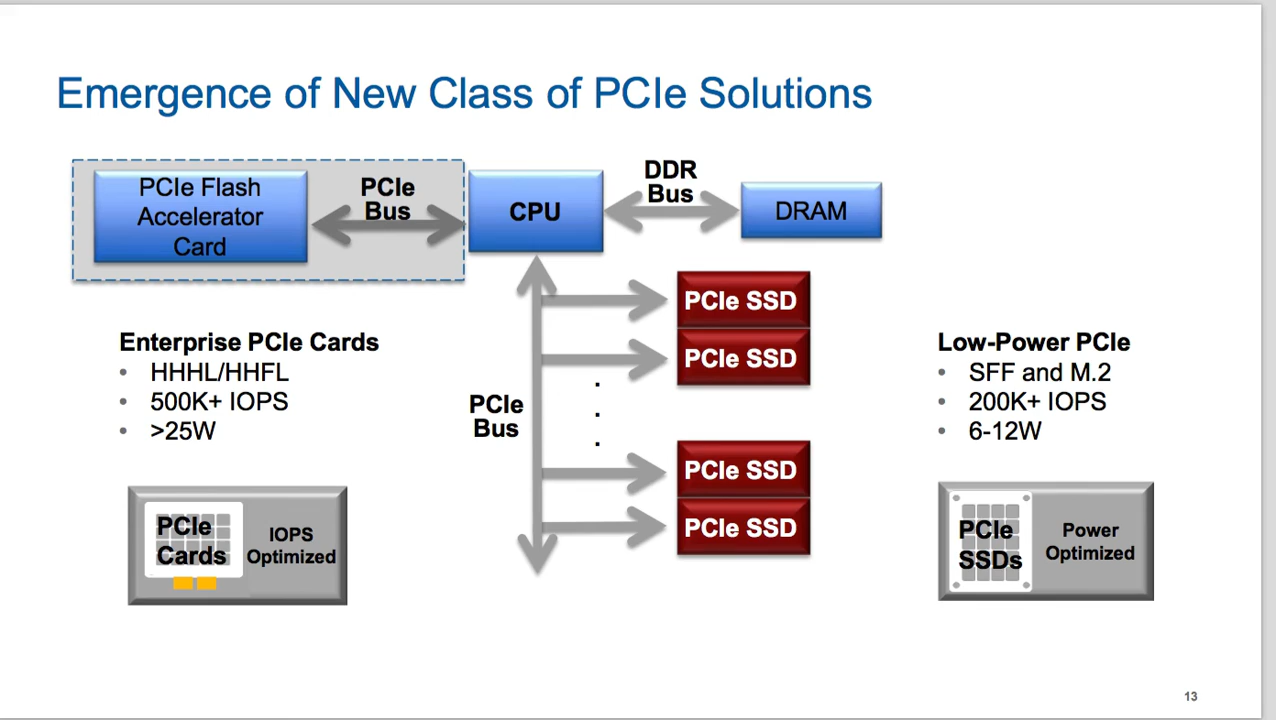 Emergence of New Class of PCIe Solutions
PCIe Flash
Accelerator
Card
PCIe
Bus
CPU
DDR
Bus
DRAM
PCIe SSD
PCIe SSD
Enterprise PCIe Cards
• HHHL/HHFL
• 500K+ IOPS
• >25W
PCIe
Bus
.
.
.
Low-Power PCIe
• SFF and M.2
• 200K+ IOPS
• 6-12W
PCIe SSD
PCIe SSD
PCIe
Cards
IOPS
Optimized
PCIe
SSDs
Power
Optimized
13